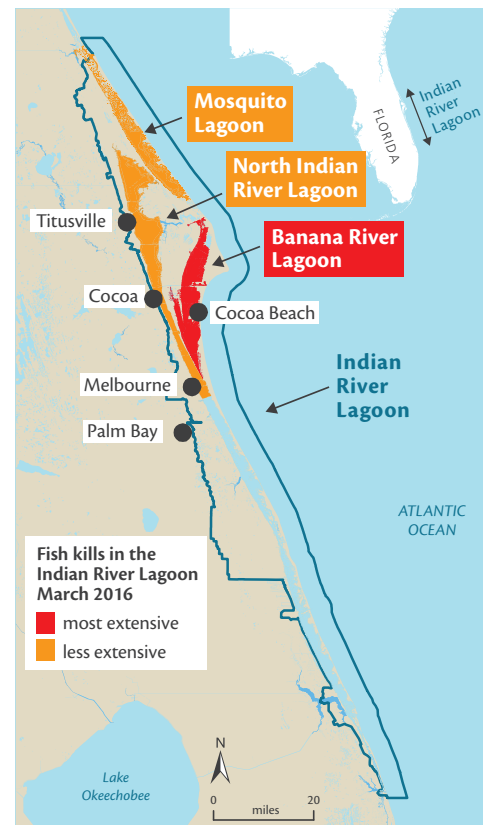 Indian
River
Lagoon
FLORIDA
Mosquito
Lagoon
North Indian
River Lagoon
Titusville
Banana River
Lagoon
Cocoa
Cocoa Beach
Indian
River
Lagoon
Melbourne
Palm Bay
ATLANTIC
OCEAN
Fish kills in the
Indian River Lagoon
March 2016
most extensive
less extensive
N
Lake
Okeechobee
0 20
miles